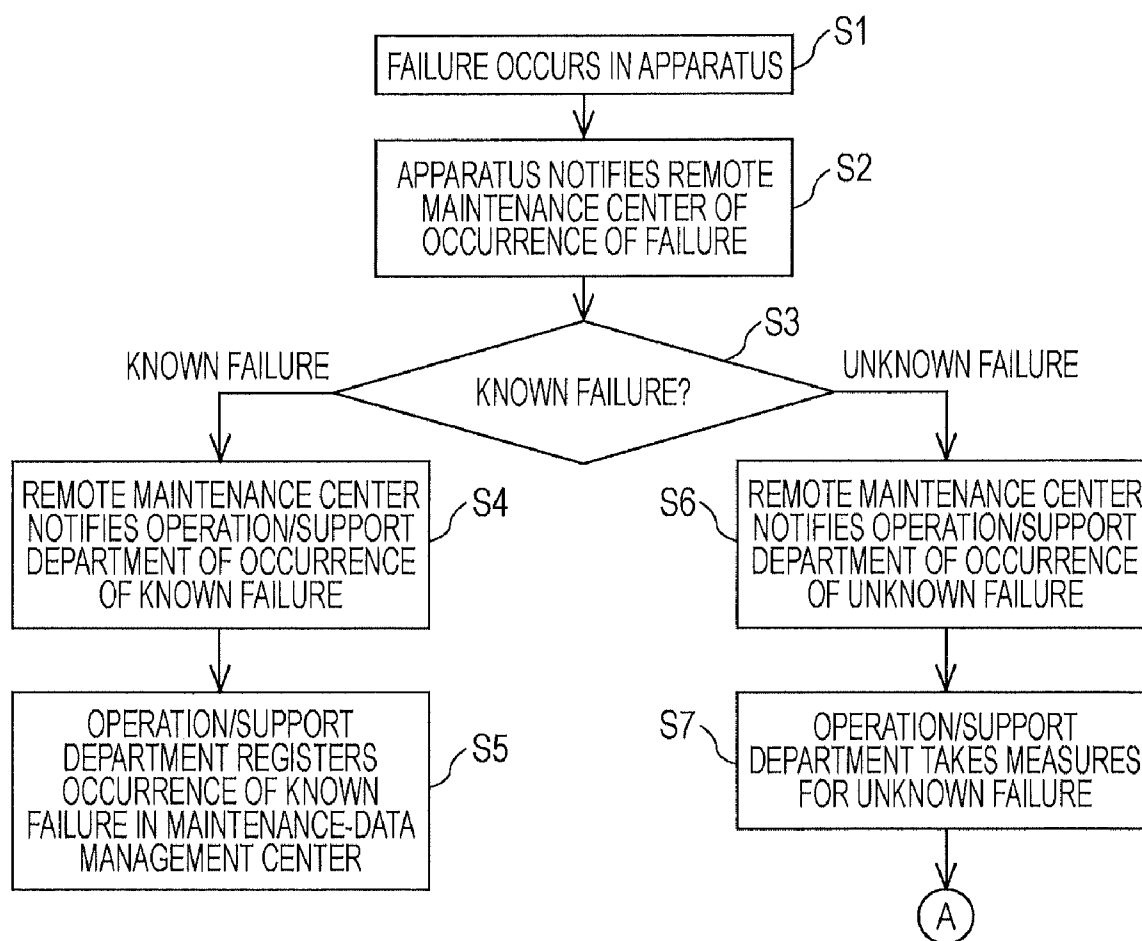 S1
FAILURE OCCURS IN APPARATUS
S2
APPARATUS NOTIFIES REMOTE
MAINTENANCE CENTER OF
OCCURRENCE OF FAILURE
S3
KNOWN FAILURE
UNKNOWN FAILURE
KNOWN FAILURE?
REMOTE MAINTENANCE CENTER
NOTIFIES OPERATION/SUPPORT
DEPARTMENT OF OCCURRENCE
OF KNOWN FAILURE
S4
S6
REMOTE MAINTENANCE CENTER
NOTIFIES OPERATION/SUPPORT
DEPARTMENT OF OCCURRENCE
OF UNKNOWN FAILURE
OPERATION/SUPPORT
DEPARTMENT REGISTERS
OCCURRENCE OF KNOWN
FAILURE IN MAINTENANCE-DATA
MANAGEMENT CENTER
S5
S7
OPERATION/SUPPORT
DEPARTMENT TAKES MEASURES
FOR UNKNOWN FAILURE
A